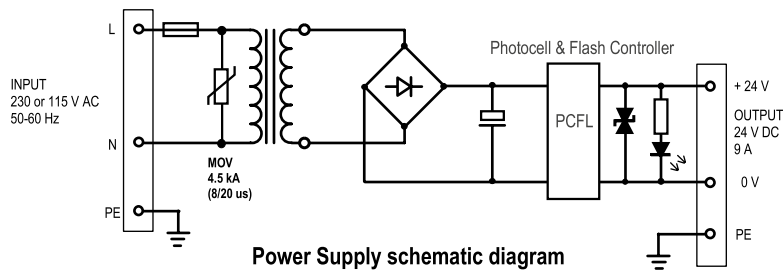 L
Photocell & Flash Controller
INPUT
230 or 115 V AC
50-60 Hz
+ 24 V
OUTPUT
24 V DC
9 A
PCFL
N
MOV
4.5 kA
(8/20 us)
0 V
PE
PE
Power Supply schematic diagram